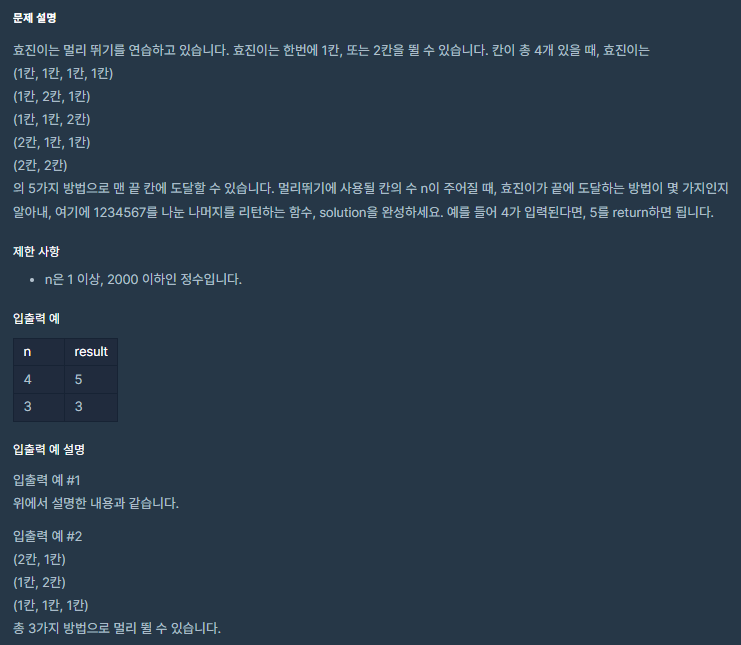 문제 설명
효진이는 멀리 뛰기를 연습하고 있습니다. 효진이는 한번에 1칸, 또는 2칸을 뛸 수 있습니다. 칸이 총 4개 있을 때, 효진이는
(1칸, 1칸, 1칸, 1칸)
(1칸, 2칸, 1칸)
(1칸, 1칸, 2칸)
(2칸, 1칸, 1칸)
(2칸, 2칸)
의 5가지 방법으로 맨 끝 칸에 도달할 수 있습니다. 멀리뛰기에 사용될 칸의 수 n이 주어질 때, 효진이가 끝에 도달하는 방법이 몇 가지인지
알아내, 여기에 1234567를 나눈 나머지를 리턴하는 함수, solution을 완성하세요. 예를 들어 4가 입력된다면, 5를 return하면 됩니다.
제한 사항
• n은 1 이상, 2000 이하인 정수입니다.
입출력 예
n result
4 5
3 3
입출력 예 설명
입출력 예 #1
위에서 설명한 내용과 같습니다.
입출력 예 #2
(2칸, 1칸)
(1칸, 2칸)
(1칸, 1칸, 1칸)
총 3가지 방법으로 멀리 뛸 수 있습니다.